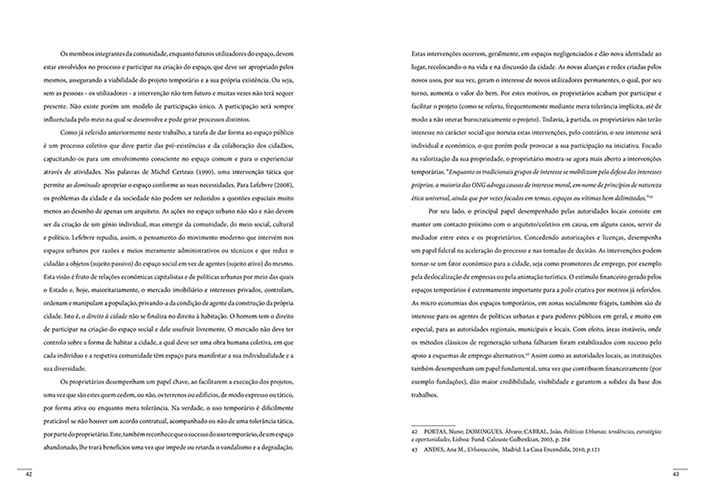 Os membros integrantes da comunidade, enquanto futuros utilizadores do espaço, devem
estar envolvidos no processo e participar na criação do espaço, que deve ser apropriado pelos
mesmos, assegurando a viabilidade do projeto temporário e a sua própria existência. Ou seja,
sem as pessoas - os utilizadores - a intervenção não tem futuro e muitas vezes não terá sequer
presente. Não existe porém um modelo de participação único. A participação será sempre
influenciada pelo meio na qual se desenvolve e pode gerar processos distintos.
Como já referido anteriormente neste trabalho, a tarefa de dar forma ao espaço público
é um processo coletivo que deve partir das pré-existências e da colaboração dos cidadãos,
capacitando-os para um envolvimento consciente no espaço comum e para o experienciar
através de atividades. Nas palavras de Michel Certeau (1990), uma intervenção tática que
permite ao dominado apropriar o espaço conforme as suas necessidades. Para Lefebvre (2008),
os problemas da cidade e da sociedade não podem ser reduzidos a questões espaciais muito
menos ao desenho de apenas um arquiteto. As ações no espaço urbano não são e não devem
ser da criação de um génio individual, mas emergir da comunidade, do meio social, cultural
e político. Lefebvre repudia, assim, o pensamento do movimento moderno que intervém nos
espaços urbanos por razões e meios meramente administrativos ou técnicos e que reduz o
cidadão a objetos (sujeito passivo) do espaço social em vez de agentes (sujeito ativo) do mesmo.
Esta visão é fruto de relações económicas capitalistas e de políticas urbanas por meio das quais
o Estado e, hoje, maioritariamente, o mercado imobiliário e interesses privados, controlam,
ordenam e manipulam a população, privando-a da condição de agente da construção da própria
cidade. Isto é, o direito à cidade não se finaliza no direito à habitação. O homem tem o direito
de participar na criação do espaço social e dele usufruir livremente. O mercado não deve ter
controlo sobre a forma de habitar a cidade, a qual deve ser uma obra humana coletiva, em que
cada indivíduo e a respetiva comunidade têm espaço para manifestar a sua individualidade e a
sua diversidade.
Os proprietários desempenham um papel chave, ao facilitarem a execução dos projetos,
uma vez que são estes quem cedem, ou não, os terrenos ou edifícios, de modo expresso ou tático,
por forma ativa ou enquanto mera tolerância. Na verdade, o uso temporário é dificilmente
praticável se não houver um acordo contratual, acompanhado ou não de uma tolerância tática,
por parte do proprietário. Este, também reconhece que o sucesso do uso temporário, de um espaço
abandonado, lhe trará benefícios uma vez que impede ou retarda o vandalismo e a degradação.
42
Estas intervenções ocorrem, geralmente, em espaços negligenciados e dão nova identidade ao
lugar, recolocando-o na vida e na discussão da cidade. As novas alianças e redes criadas pelos
novos usos, por sua vez, geram o interesse de novos utilizadores permanentes, o qual, por seu
turno, aumenta o valor do bem. Por estes motivos, os proprietários acabam por participar e
facilitar o projeto (como se referiu, frequentemente mediante mera tolerância implícita, até de
modo a não onerar burocraticamente o projeto). Todavia, à partida, os proprietários não terão
interesse no carácter social que norteia estas intervenções, pelo contrário, o seu interesse será
individual e económico, o que porém pode provocar a sua participação na iniciativa. Focado
na valorização da sua propriedade, o proprietário mostra-se agora mais aberto a intervenções
temporárias. "Enquanto os tradicionais grupos de interesse se mobilizam pela defesa dos interesses
próprios, a maioria das ONG advoga causas de interesse moral, em nome de princípios de natureza
ética universal, ainda que por vezes focados em temas, espaços ou vítimas bem delimitados."42
Por seu lado, o principal papel desempenhado pelas autoridades locais consiste em
manter um contacto próximo com o arquiteto/coletivo em causa, em alguns casos, servir de
mediador entre estes e os proprietários. Concedendo autorizações e licenças, desempenha
um papel fulcral na aceleração do processo e nas tomadas de decisão. As intervenções podem
tornar-se um fator económico para a cidade, seja como promotores de emprego, por exemplo
pela deslocalização de empresas ou pela animação turística. O estímulo financeiro gerado pelos
espaços temporários é extremamente importante para a polis criativa por motivos já referidos.
As micro economias dos espaços temporários, em zonas socialmente frágeis, também são de
interesse para os agentes de políticas urbanas e para poderes públicos em geral, e muito em
especial, para as autoridades regionais, municipais e locais. Com efeito, áreas instáveis, onde
os métodos clássicos de regeneração urbana falharam foram estabilizados com sucesso pelo
apoio a esquemas de emprego alternativos.43 Assim como as autoridades locais, as instituições
também desempenham um papel fundamental, uma vez que contribuem financeiramente (por
exemplo fundações), dão maior credibilidade, visibilidade e garantem a solidez da base dos
trabalhos.
42 PORTAS, Nuno; DOMINGUES, Álvaro; CABRAL, João, Políticas Urbanas: tendências, estratégias
e oportunidades, Lisboa: Fund. Calouste Gulbenkian, 2003, p. 264
43 ANDES, Ana M., Urbanacción, Madrid: La Casa Encendida, 2010, p.121
43